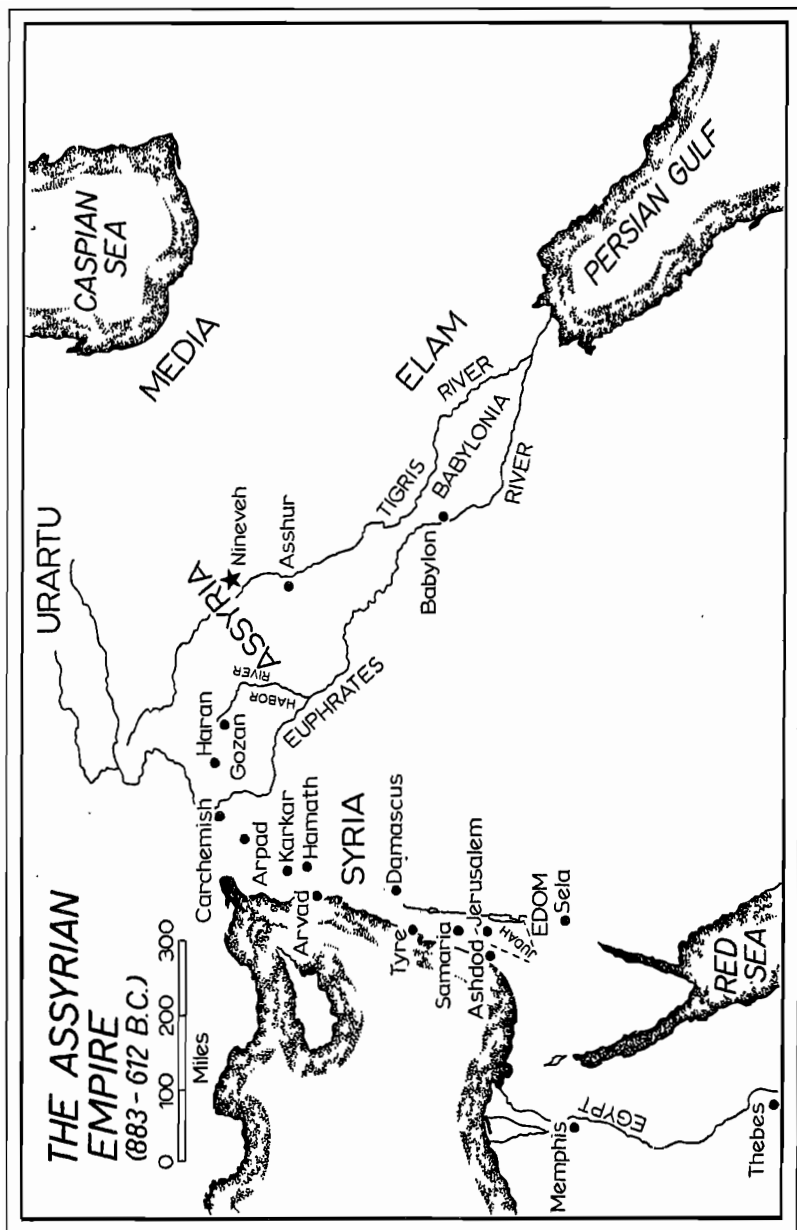 THE ASSYRIAN
EMPIRE
(883-612 B.C.)
0 100 200 300
Miles
URARTU
CASPIAN
SEA
MEDIA
ASSYRIA
Nineveh
Asshur
Haran
Gozan
HABOR
RIVER
EUPHRATES
RIVER
TIGRIS
RIVER
ELAM
BABYLONIA
Babylon
PERSIAN GULF
Carchemish
Arpad
Karkar
Hamath
Arvad
SYRIA
Damascus
Tyre
Samaria
Jerusalem
Ashdod
JUDAH
EDOM
Sela
RED
SEA
Memphis
EGYPT
Thebes